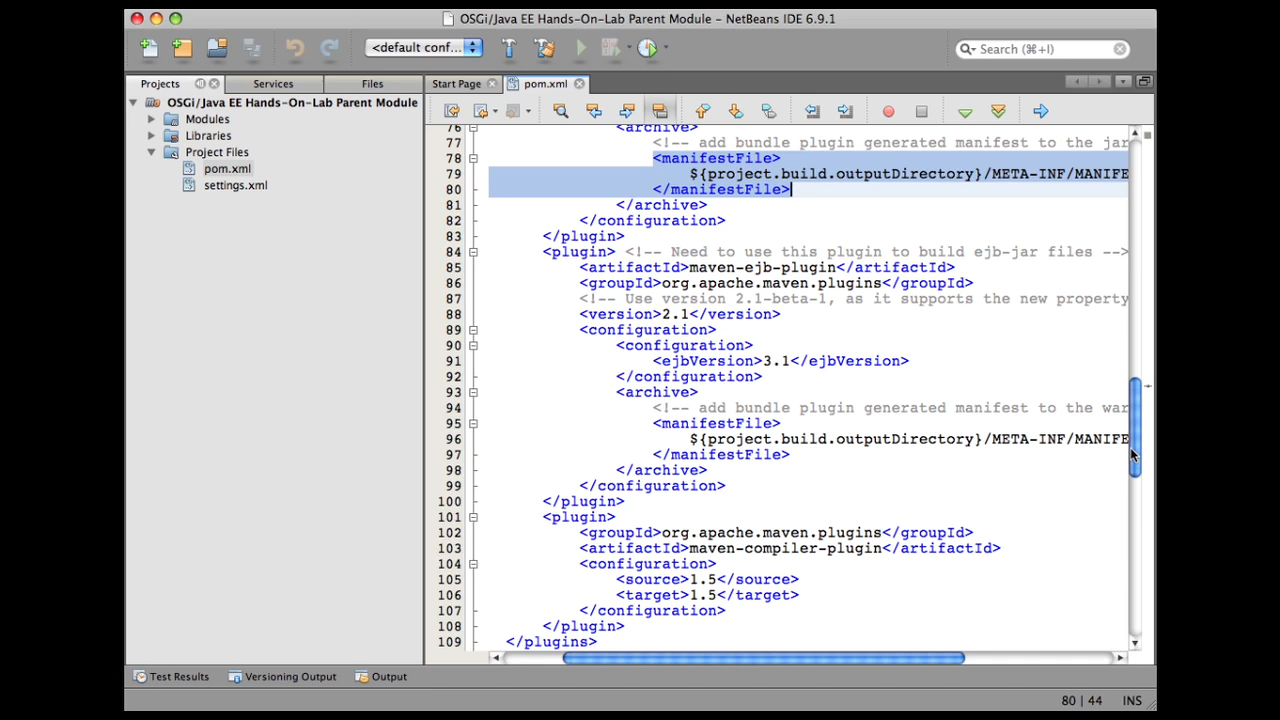 OSGi/Java EE Hands-On-Lab Parent Module – NetBeans IDE 6.9.1
<default conf...
Search (⌘+I)
Projects
Services
Files
Start Page
pom.xml
OSGi/Java EE Hands-On-Lab Parent Module
Modules
Libraries
Project Files
pom.xml
settings.xml
76 <archive>
77 <!-- add bundle plugin generated manifest to the jar
78 <manifestFile>
79 ${project.build.outputDirectory}/META-INF/MANIFE
80 </manifestFile>
81 </archive>
82 </configuration>
83 </plugin>
84 <plugin> <!-- Need to use this plugin to build ejb-jar files -->
85 <artifactId>maven-ejb-plugin</artifactId>
86 <groupId>org.apache.maven.plugins</groupId>
87 <!-- Use version 2.1-beta-1, as it supports the new property
88 <version>2.1</version>
89 <configuration>
90 <configuration>
91 <ejbVersion>3.1</ejbVersion>
92 </configuration>
93 <archive>
94 <!-- add bundle plugin generated manifest to the war
95 <manifestFile>
96 ${project.build.outputDirectory}/META-INF/MANIFE
97 </manifestFile>
98 </archive>
99 </configuration>
100 </plugin>
101 <plugin>
102 <groupId>org.apache.maven.plugins</groupId>
103 <artifactId>maven-compiler-plugin</artifactId>
104 <configuration>
105 <source>1.5</source>
106 <target>1.5</target>
107 </configuration>
108 </plugin>
109 </plugins>
Test Results
Versioning Output
Output
80 | 44
INS